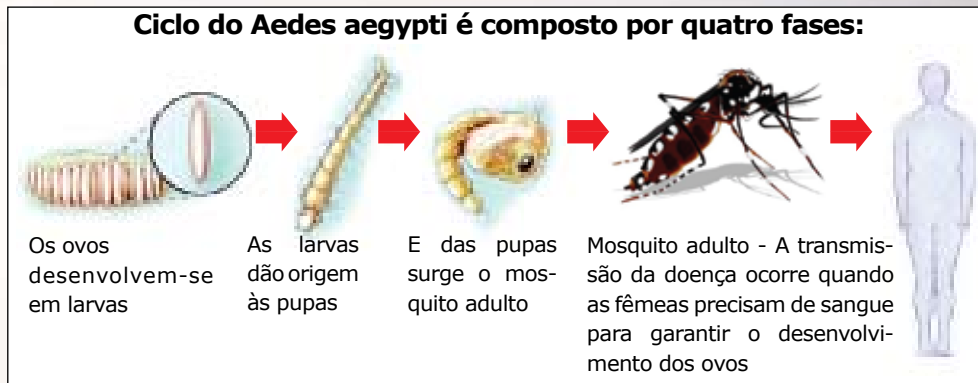 Ciclo do Aedes aegypti é composto por quatro fases:
Os ovos
desenvolvem-se
em larvas
As larvas
dão origem
às pupas
E das pupas
surge o mos-
quito adulto
Mosquito adulto - A transmis-
são da doença ocorre quando
as fêmeas precisam de sangue
para garantir o desenvolvi-
mento dos ovos